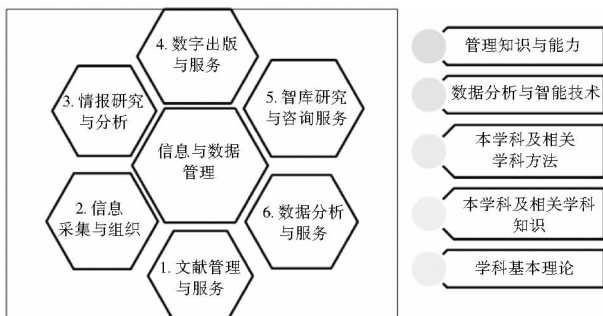 4. 数字出版
与服务
3. 情报研究
与分析
5. 智库研究
与咨询服务
信息与数据
管理
2. 信息
采集与组织
6. 数据分析
与服务
1. 文献管理
与服务
管理知识与能力
数据分析与智能技术
本学科及相关
学科方法
本学科及相关学科
知识
学科基本理论